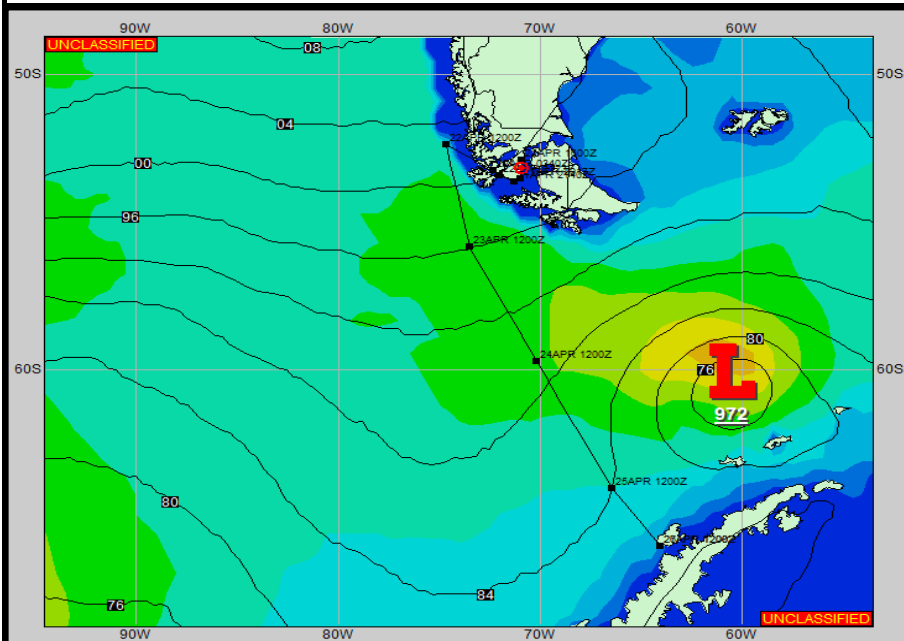 90W 80W 70W 60W
UNCLASSIFIED
08
50S 50S
04
22APR 1200Z
00
96
23APR 1200Z
80
24APR 1200Z
60S 76 L 60S
972
25APR 1200Z
80
84
76
UNCLASSIFIED
90W 80W 70W 60W